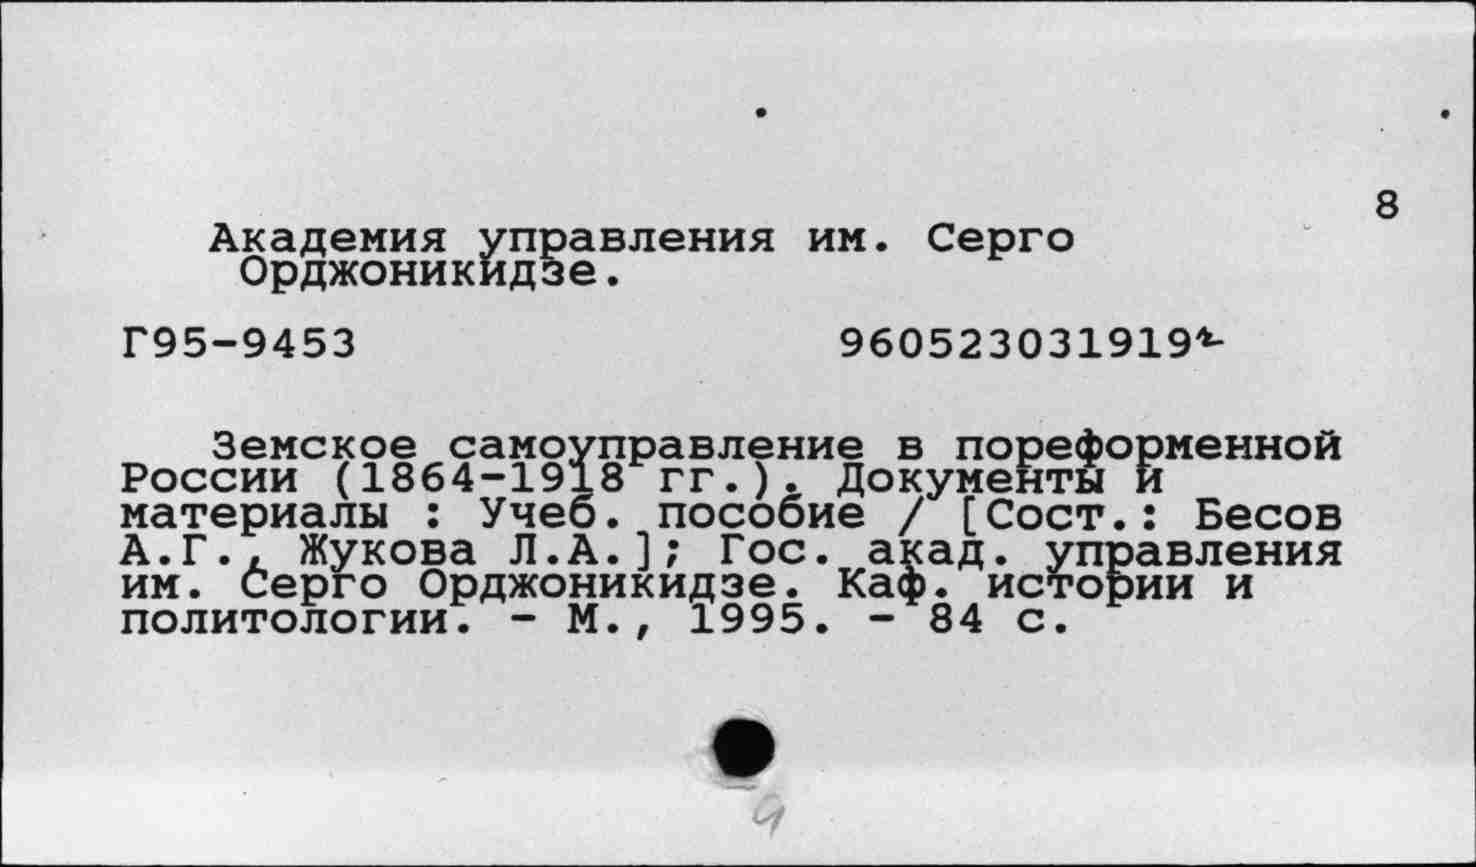 8
Академия управления им. Серго
Орджоникидзе.
Г95-9453 960523031919
Земское самоуправление в пореформенной
России (1864-1918 гг.). Документы и
материалы : Учеб. пособие / [Сост.: Бесов
А.Г., Жукова Л.А.]; Гос. акад. управления
им. Серго Орджоникидзе. Каф. истории и
политологии. - М., 1995. - 84 с.